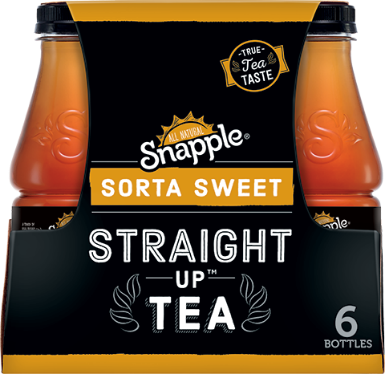 TRUE
Tea
TASTE
ALL NATURAL
Snapple®
SORTA SWEET
STRAIGHT
UP™
TEA
6
BOTTLES